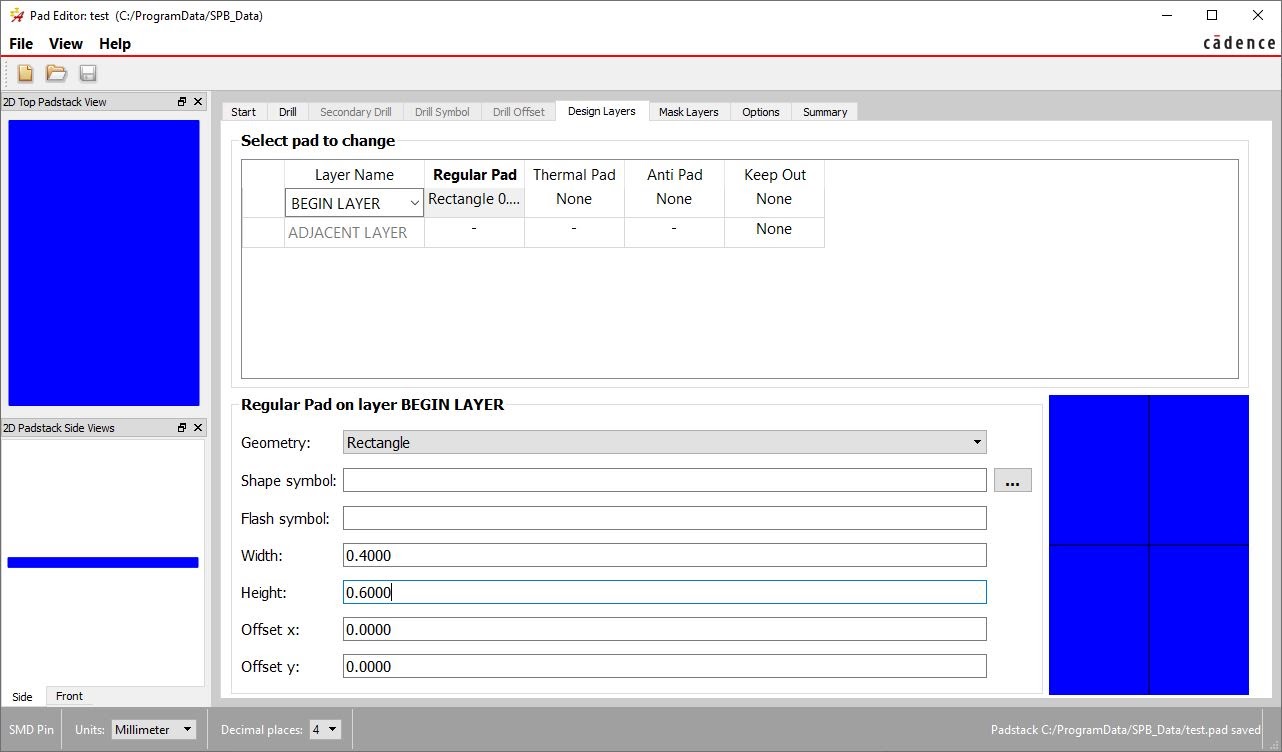 Pad Editor: test (C:/ProgramData/SPB_Data)
File View Help
cādence
2D Top Padstack View
Start Drill Secondary Drill Drill Symbol Drill Offset Design Layers Mask Layers Options Summary
Select pad to change
Layer Name Regular Pad Thermal Pad Anti Pad Keep Out
BEGIN LAYER Rectangle 0.... None None None
ADJACENT LAYER - - - None
2D Padstack Side Views
Side Front
Regular Pad on layer BEGIN LAYER
Geometry: Rectangle
Shape symbol: ...
Flash symbol:
Width: 0.4000
Height: 0.6000
Offset x: 0.0000
Offset y: 0.0000
SMD Pin Units: Millimeter Decimal places: 4 Padstack C:/ProgramData/SPB_Data/test.pad saved